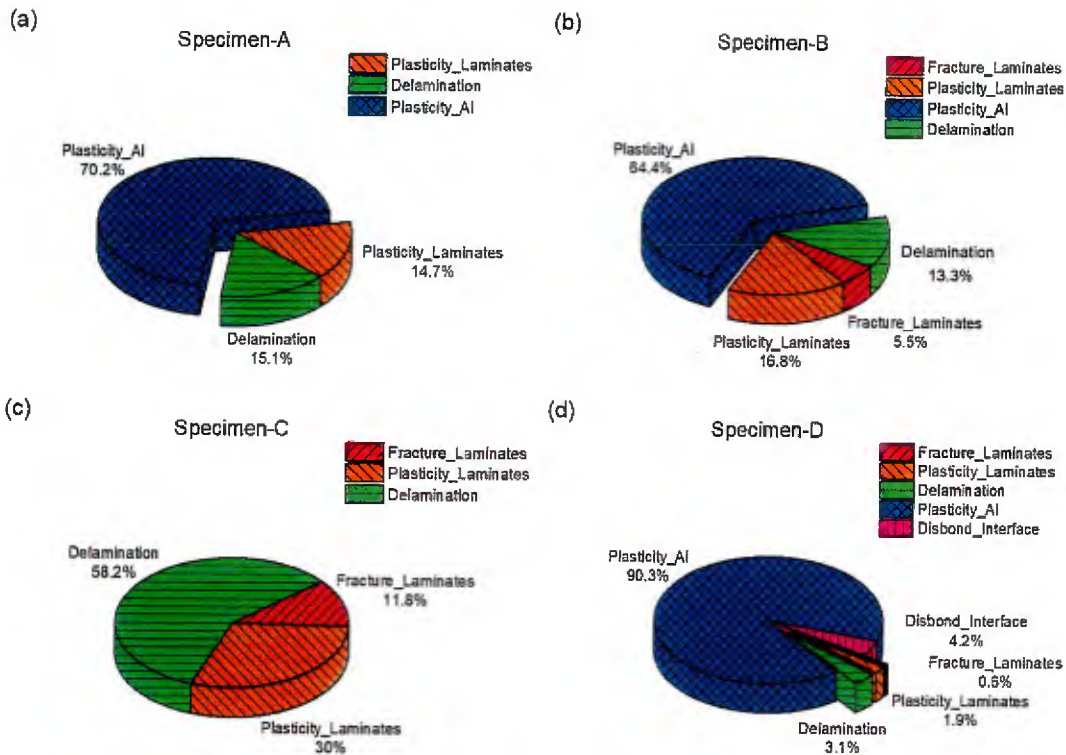 (a)
Specimen-A
Plasticity_Laminates
Delamination
Plasticity_Al
Plasticity_Al
70.2%
Plasticity_Laminates
14.7%
Delamination
15.1%
(b)
Specimen-B
Fracture_Laminates
Plasticity_Laminates
Plasticity_Al
Delamination
Plasticity_Al
64.4%
Delamination
13.3%
Fracture_Laminates
5.5%
Plasticity_Laminates
16.8%
(c)
Specimen-C
Fracture_Laminates
Plasticity_Laminates
Delamination
Delamination
58.2%
Fracture_Laminates
11.8%
Plasticity_Laminates
30%
(d)
Specimen-D
Fracture_Laminates
Plasticity_Laminates
Delamination
Plasticity_Al
Disbond_Interface
Plasticity_Al
90.3%
Disbond_Interface
4.2%
Fracture_Laminates
0.6%
Plasticity_Laminates
1.9%
Delamination
3.1%